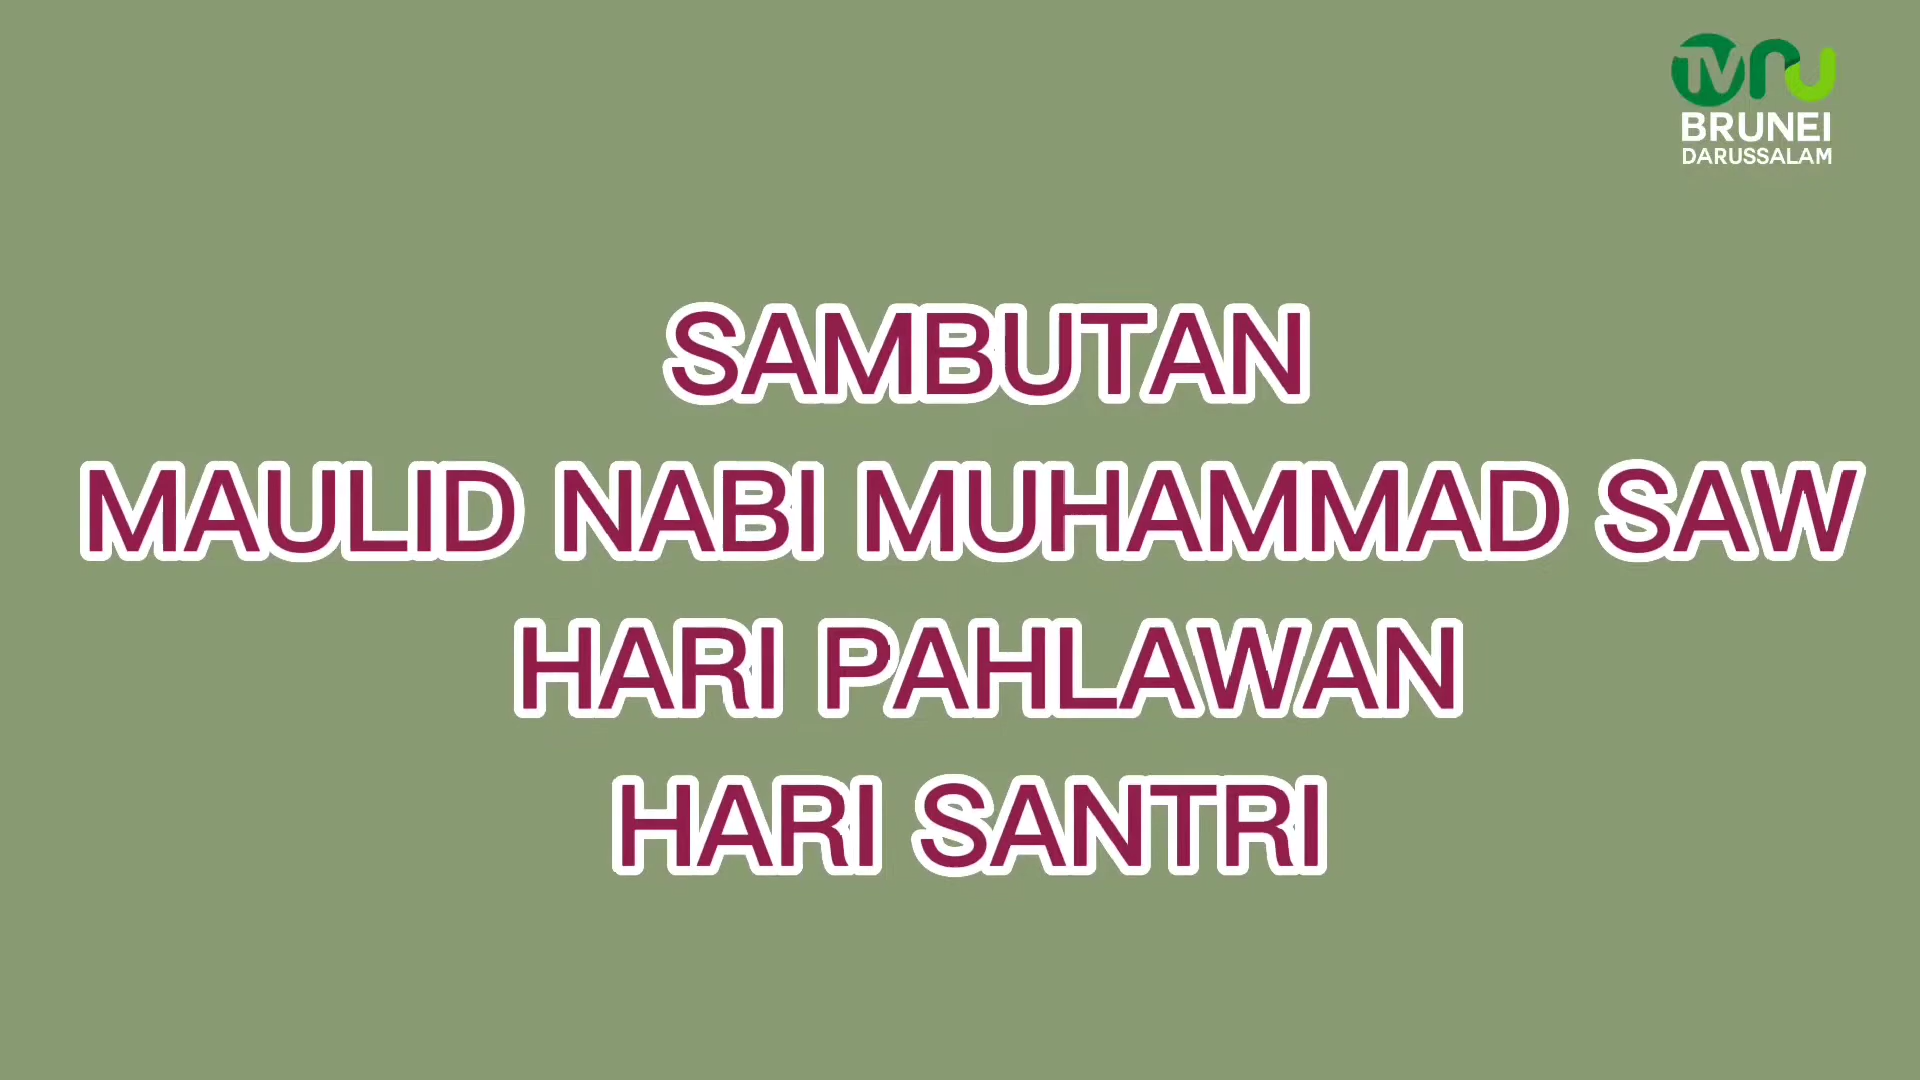 TVNU
BRUNEI
DARUSSALAM
SAMBUTAN
MAULID NABI MUHAMMAD SAW
HARI PAHLAWAN
HARI SANTRI